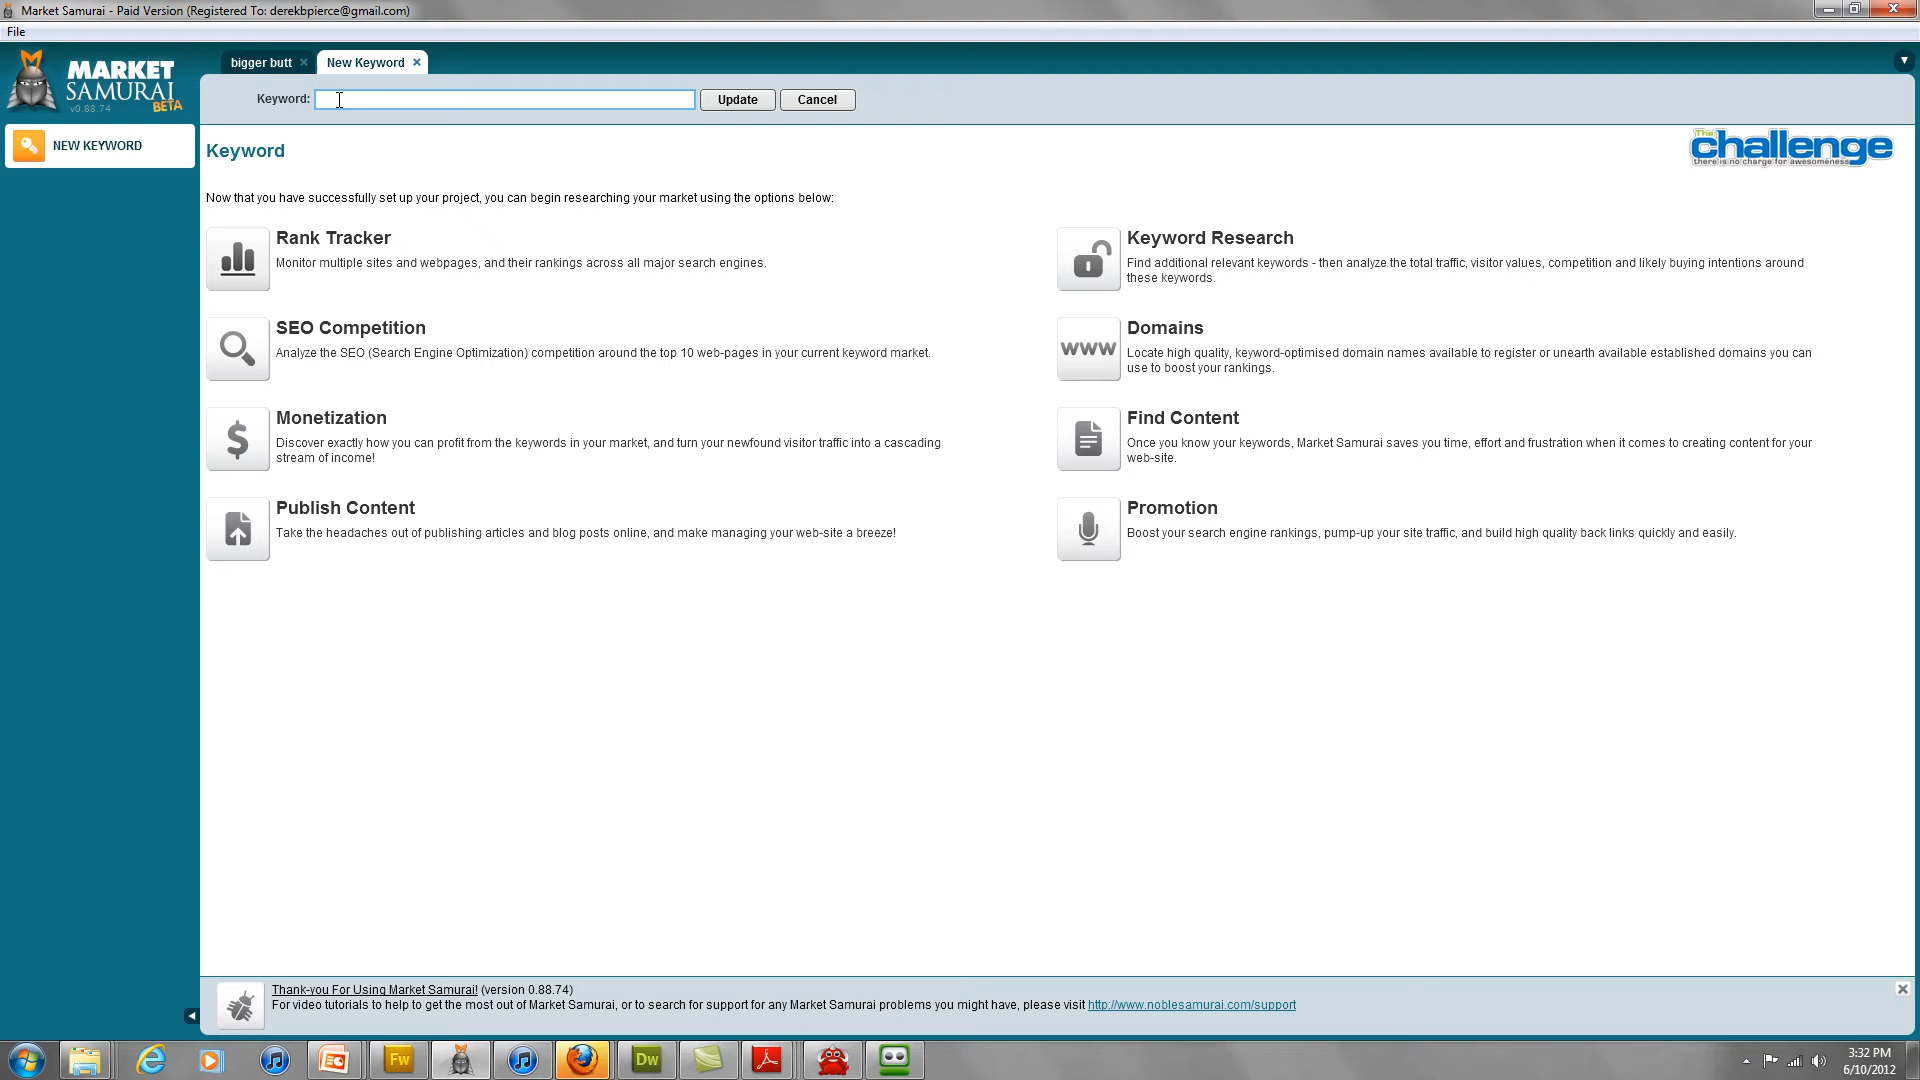 Market Samurai - Paid Version (Registered To: derekbpierce@gmail.com)
File
MARKET SAMURAI
v0.88.74 BETA
bigger butt
New Keyword
Keyword:
Update
Cancel
NEW KEYWORD
Keyword
The challenge
there is no charge for awesomeness
Now that you have successfully set up your project, you can begin researching your market using the options below:
Rank Tracker
Monitor multiple sites and webpages, and their rankings across all major search engines.
Keyword Research
Find additional relevant keywords - then analyze the total traffic, visitor values, competition and likely buying intentions around
these keywords.
SEO Competition
Analyze the SEO (Search Engine Optimization) competition around the top 10 web-pages in your current keyword market.
www
Domains
Locate high quality, keyword-optimised domain names available to register or unearth available established domains you can
use to boost your rankings.
$
Monetization
Discover exactly how you can profit from the keywords in your market, and turn your newfound visitor traffic into a cascading
stream of income!
Find Content
Once you know your keywords, Market Samurai saves you time, effort and frustration when it comes to creating content for your
web-site.
Publish Content
Take the headaches out of publishing articles and blog posts online, and make managing your web-site a breeze!
Promotion
Boost your search engine rankings, pump-up your site traffic, and build high quality back links quickly and easily.
Thank-you For Using Market Samurai! (version 0.88.74)
For video tutorials to help to get the most out of Market Samurai, or to search for support for any Market Samurai problems you might have, please visit http://www.noblesamurai.com/support
Fw
Dw
3:32 PM
6/10/2012